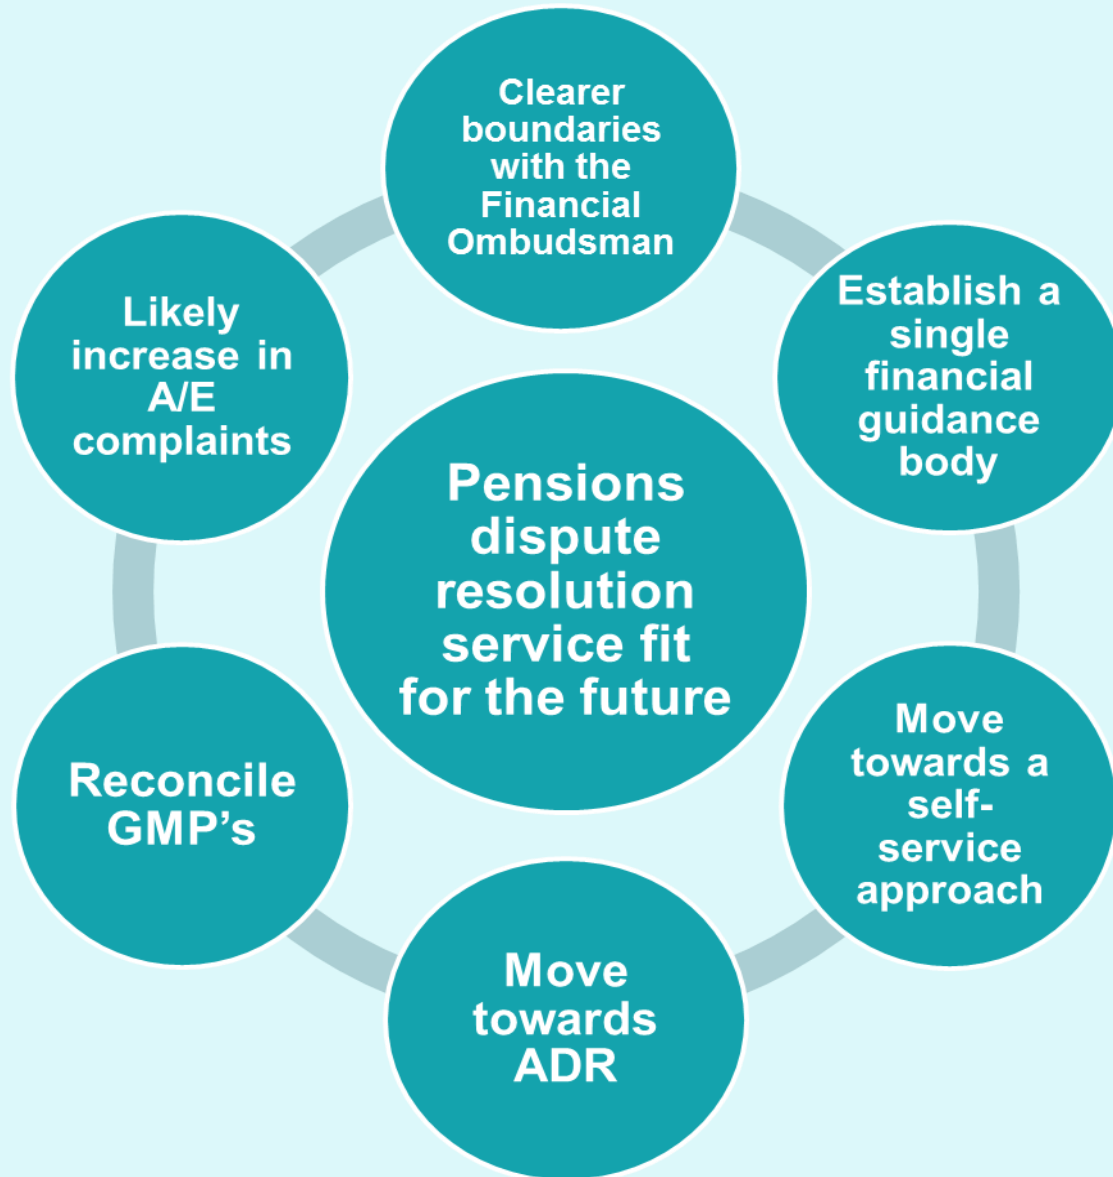 Clearer
boundaries
with the
Financial
Ombudsman
Establish a
single
financial
guidance
body
Move
towards a
self-
service
approach
Move
towards
ADR
Reconcile
GMP’s
Likely
increase in
A/E
complaints
Pensions
dispute
resolution
service fit
for the future